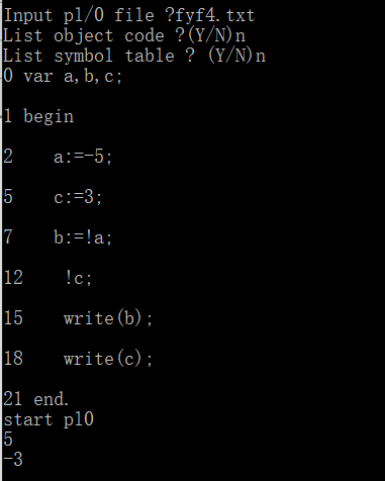 Input pl/0 file ?fyf4.txt
List object code ?(Y/N)n
List symbol table ? (Y/N)n
0 var a,b,c;
1 begin
2    a:=-5;
5    c:=3;
7    b:=!a;
12    !c;
15    write(b);
18    write(c);
21 end.
start pl0
5
-3